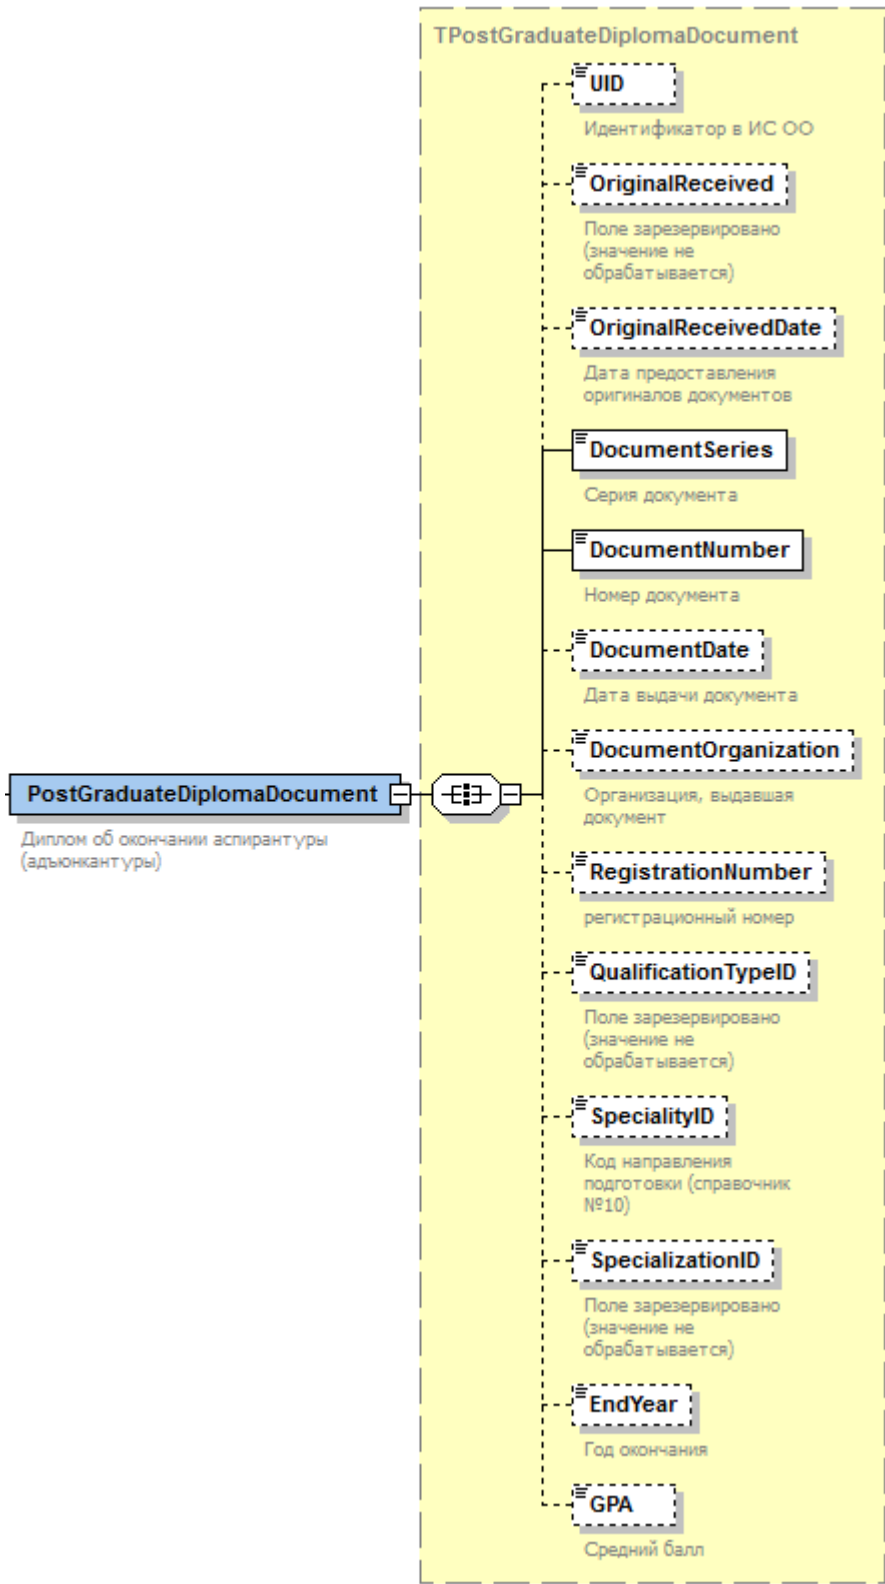 TPostGraduateDiplomaDocument
UID
Идентификатор в ИС ОО
OriginalReceived
Поле зарезервировано
(значение не
обрабатывается)
OriginalReceivedDate
Дата предоставления
оригиналов документов
DocumentSeries
Серия документа
DocumentNumber
Номер документа
DocumentDate
Дата выдачи документа
DocumentOrganization
Организация, выдавшая
документ
PostGraduateDiplomaDocument
Диплом об окончании аспирантуры
(адъюнкантуры)
RegistrationNumber
регистрационный номер
QualificationTypeID
Поле зарезервировано
(значение не
обрабатывается)
SpecialityID
Код направления
подготовки (справочник
№10)
SpecializationID
Поле зарезервировано
(значение не
обрабатывается)
EndYear
Год окончания
GPA
Средний балл